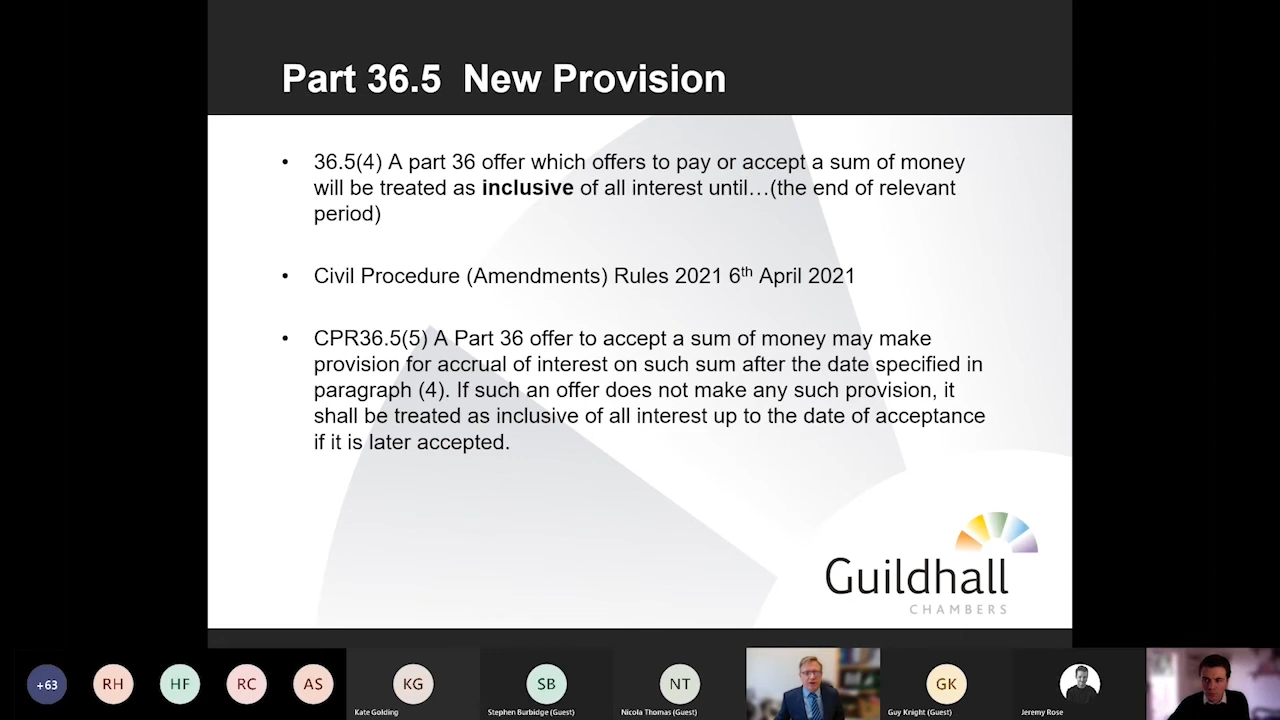 Part 36.5 New Provision
• 36.5(4) A part 36 offer which offers to pay or accept a sum of money
will be treated as inclusive of all interest until…(the end of relevant
period)
• Civil Procedure (Amendments) Rules 2021 6th April 2021
• CPR36.5(5) A Part 36 offer to accept a sum of money may make
provision for accrual of interest on such sum after the date specified in
paragraph (4). If such an offer does not make any such provision, it
shall be treated as inclusive of all interest up to the date of acceptance
if it is later accepted.
Guildhall
CHAMBERS
+63 RH HF RC AS KG SB NT GK
Kate Golding Stephen Burbidge (Guest) Nicola Thomas (Guest) Guy Knight (Guest) Jeremy Rose